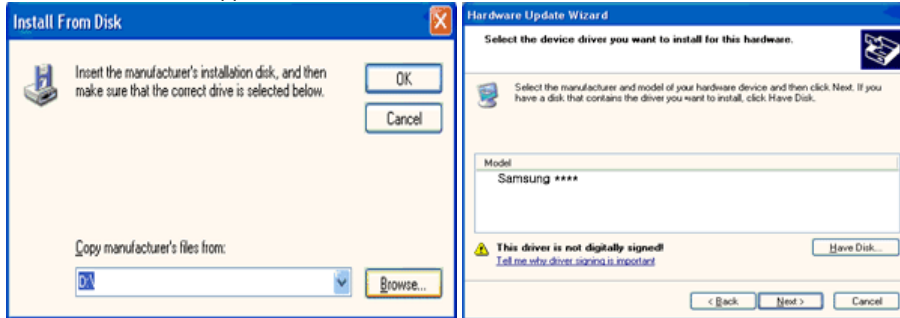 Install From Disk
Insert the manufacturer's installation disk, and then
make sure that the correct drive is selected below.
OK
Cancel
Copy manufacturer's files from:
D:\
Browse...
Hardware Update Wizard
Select the device driver you want to install for this hardware.
Select the manufacturer and model of your hardware device and then click Next. If you
have a disk that contains the driver you want to install, click Have Disk.
Model
Samsung ****
This driver is not digitally signed!
Tell me why driver signing is important
Have Disk...
< Back
Next >
Cancel